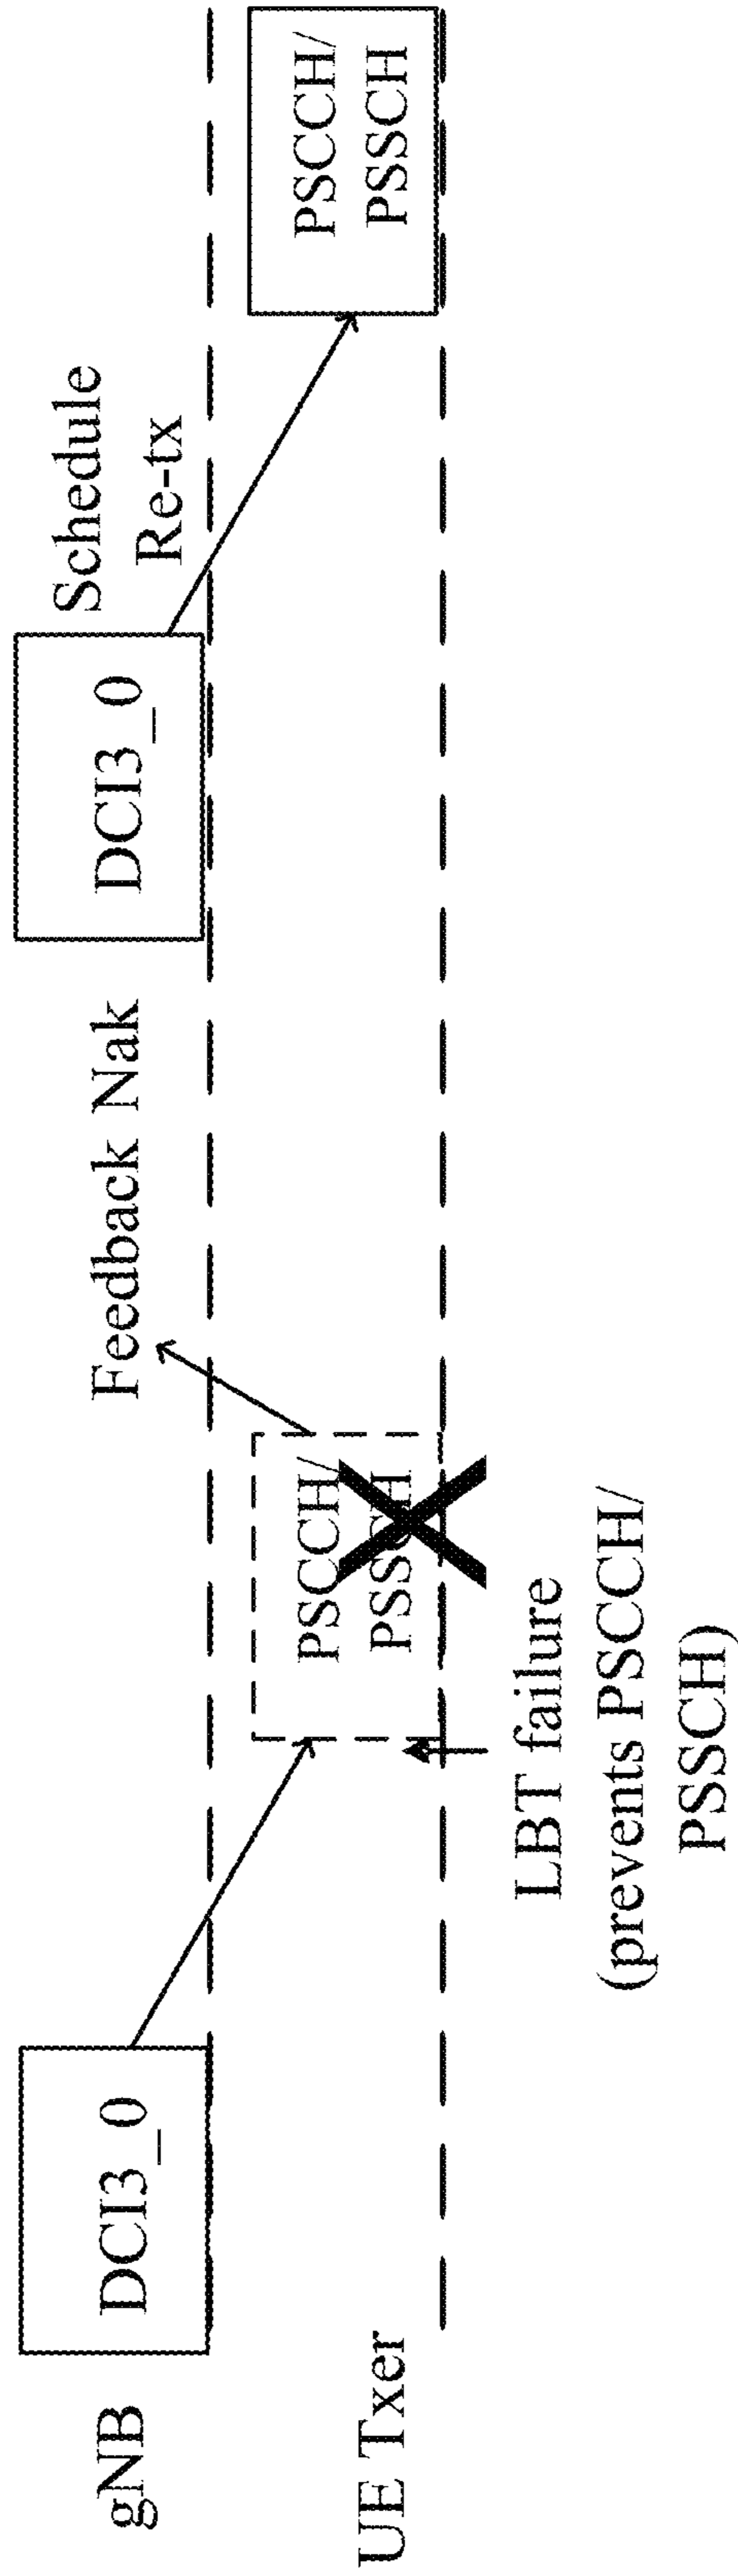 gNB
DCI3_0
Feedback Nak
DCI3_0
Schedule
Re-tx
UE Txer
PSCCH/
PSSCH
PSCCH/
PSSCH
LBT failure
(prevents PSCCH/
PSSCH)